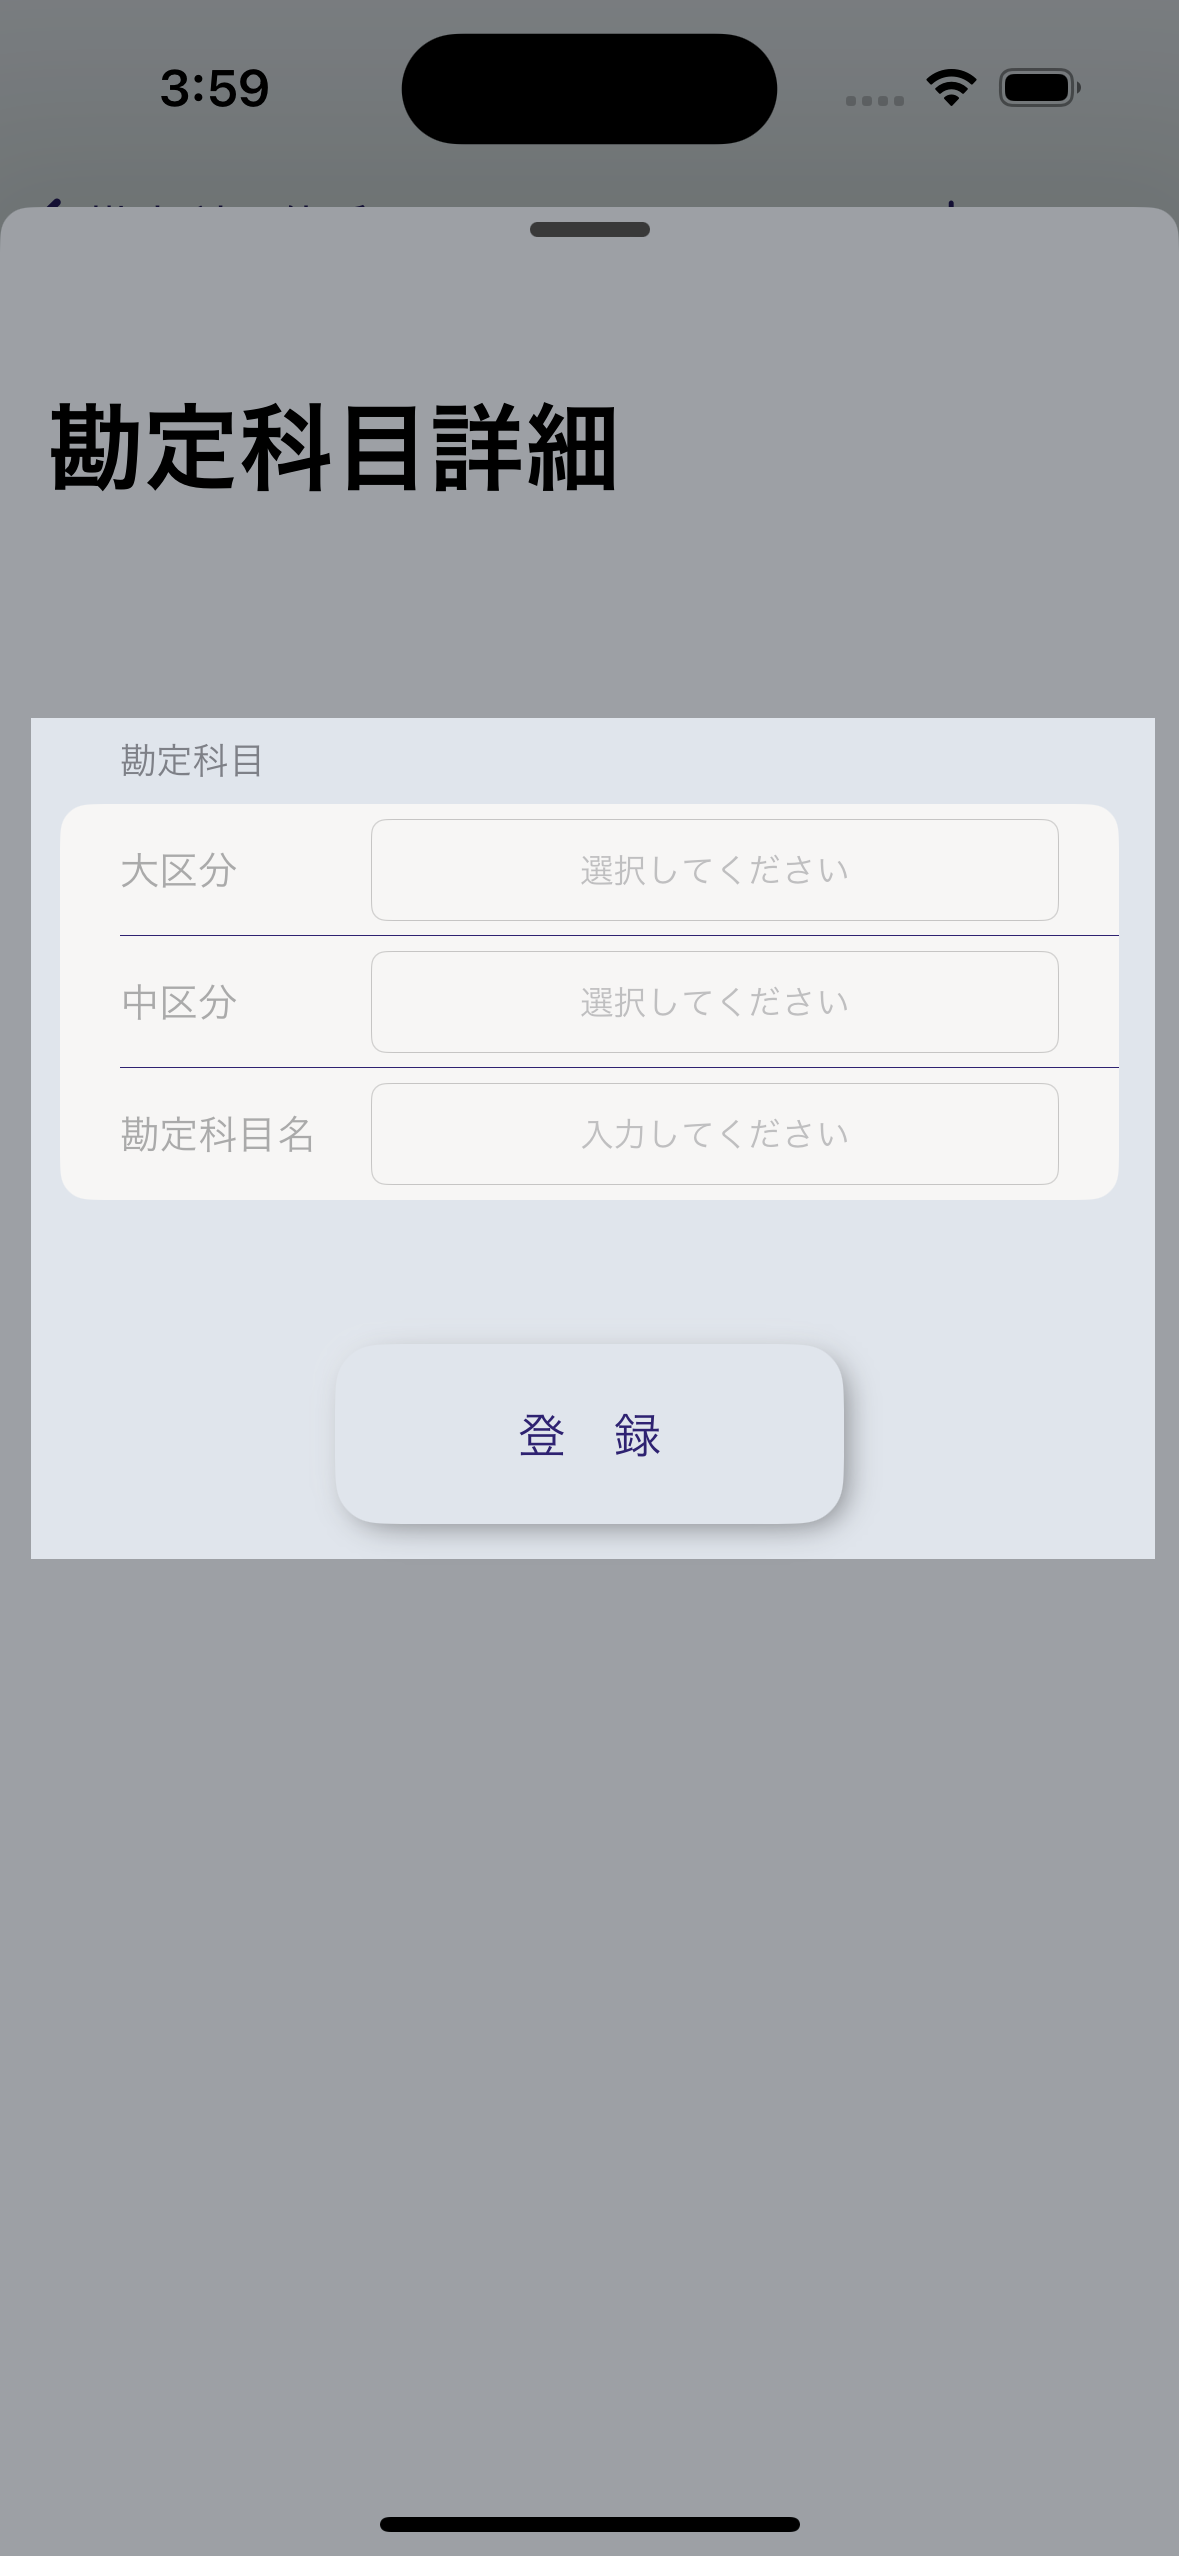 3:59
勘定科目詳細
勘定科目
大区分 選択してください
中区分 選択してください
勘定科目名 入力してください
登　録